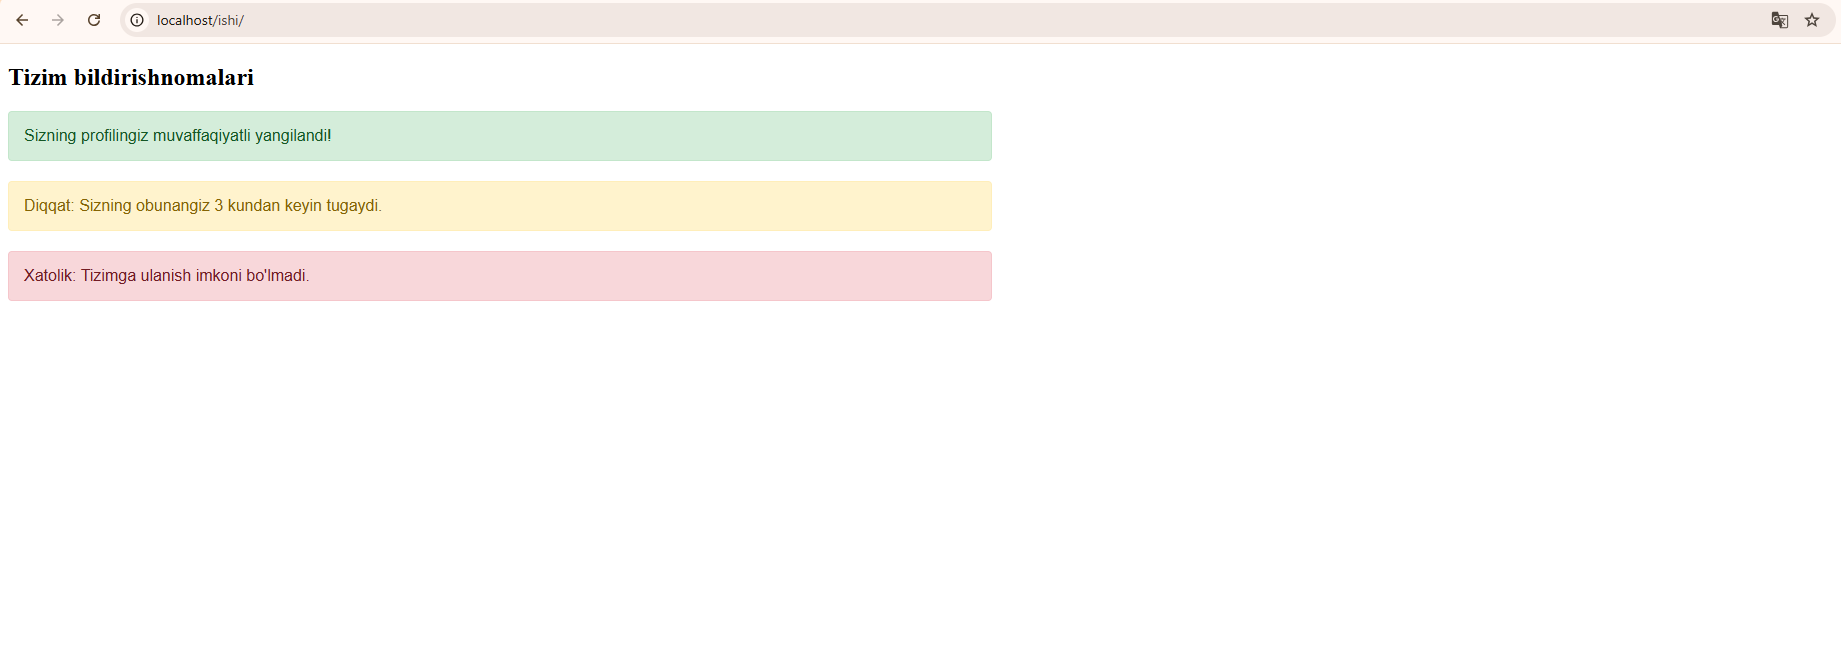 localhost/ishi/
Tizim bildirishnomalari
Sizning profilingiz muvaffaqiyatli yangilandi!
Diqqat: Sizning obunangiz 3 kundan keyin tugaydi.
Xatolik: Tizimga ulanish imkoni bo'lmadi.